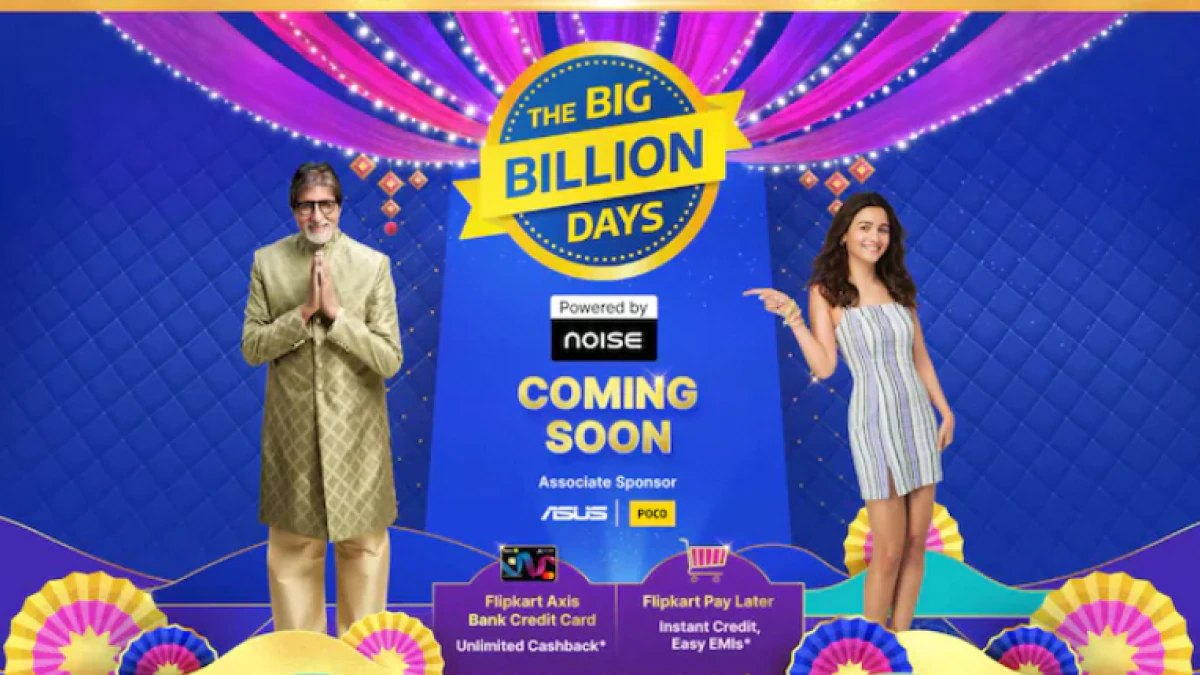 THE BIG
BILLION
DAYS
Powered by
noise
COMING
SOON
Associate Sponsor
ASUS | POCO
Flipkart Axis
Bank Credit Card
Unlimited Cashback*
Flipkart Pay Later
Instant Credit,
Easy EMIs*